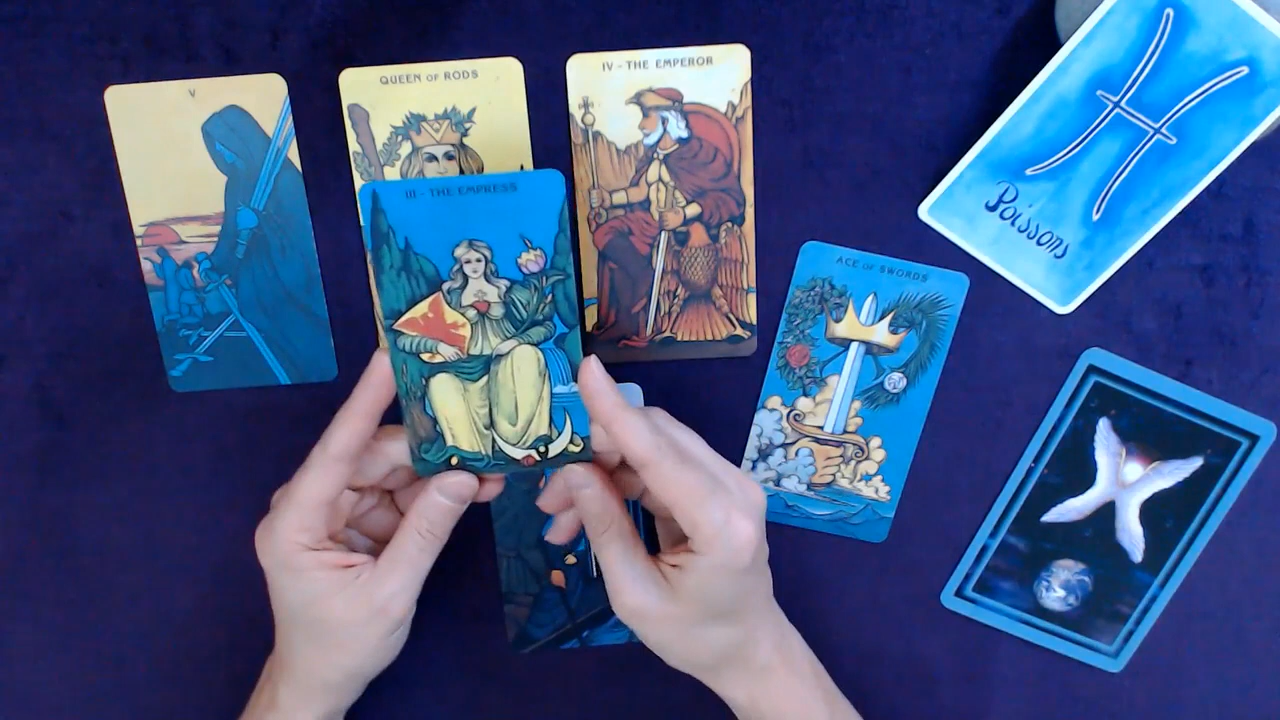 V
QUEEN OF RODS
IV - THE EMPEROR
III - THE EMPRESS
ACE OF SWORDS
Poissons